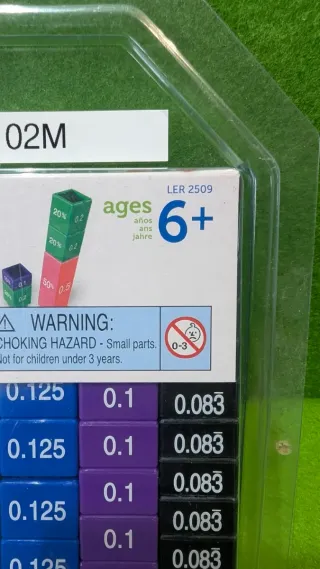 02M
LER 2509
ages 6+
años
ans
jahre
20% 0.2
20% 0.2
50% 0.5
0.1
WARNING:
CHOKING HAZARD - Small parts.
Not for children under 3 years.
0-3
0.125 0.1 0.083̅
0.125 0.1 0.083̅
0.125 0.1 0.083̅
0.125 0.1 0.083̅
0.083̅